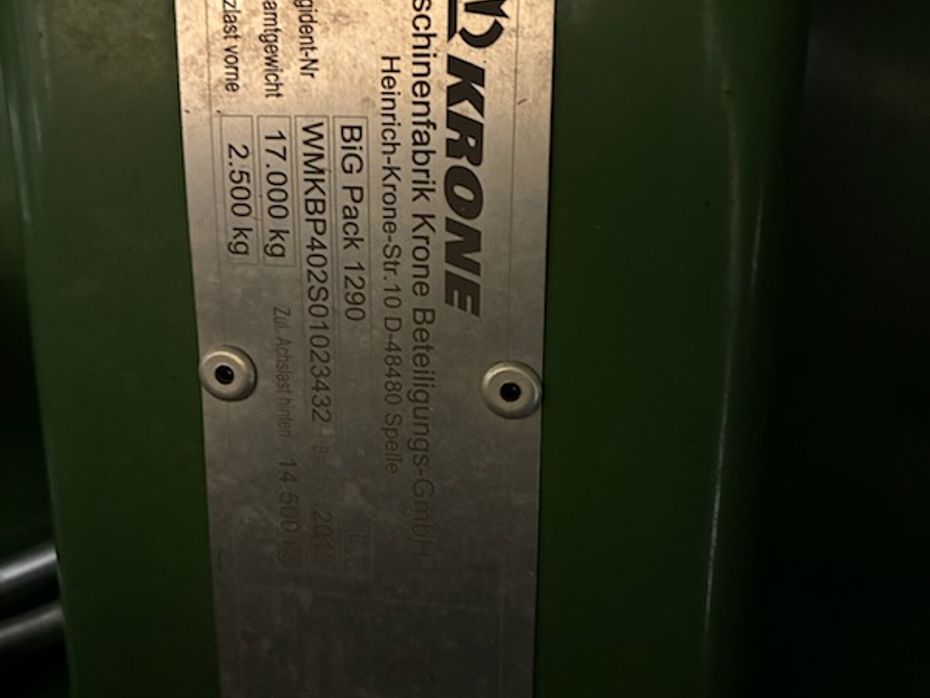 KRONE
schinenfabrik Krone Beteiligungs-GmbH
Heinrich-Krone-Str.10 D-48480 Spelle
BiG Pack 1290
gident-Nr WMKBP402S01023432
amtgewicht 17.000 kg Zul. Achslast hinten 14 500 kg
zlast vorne 2.500 kg